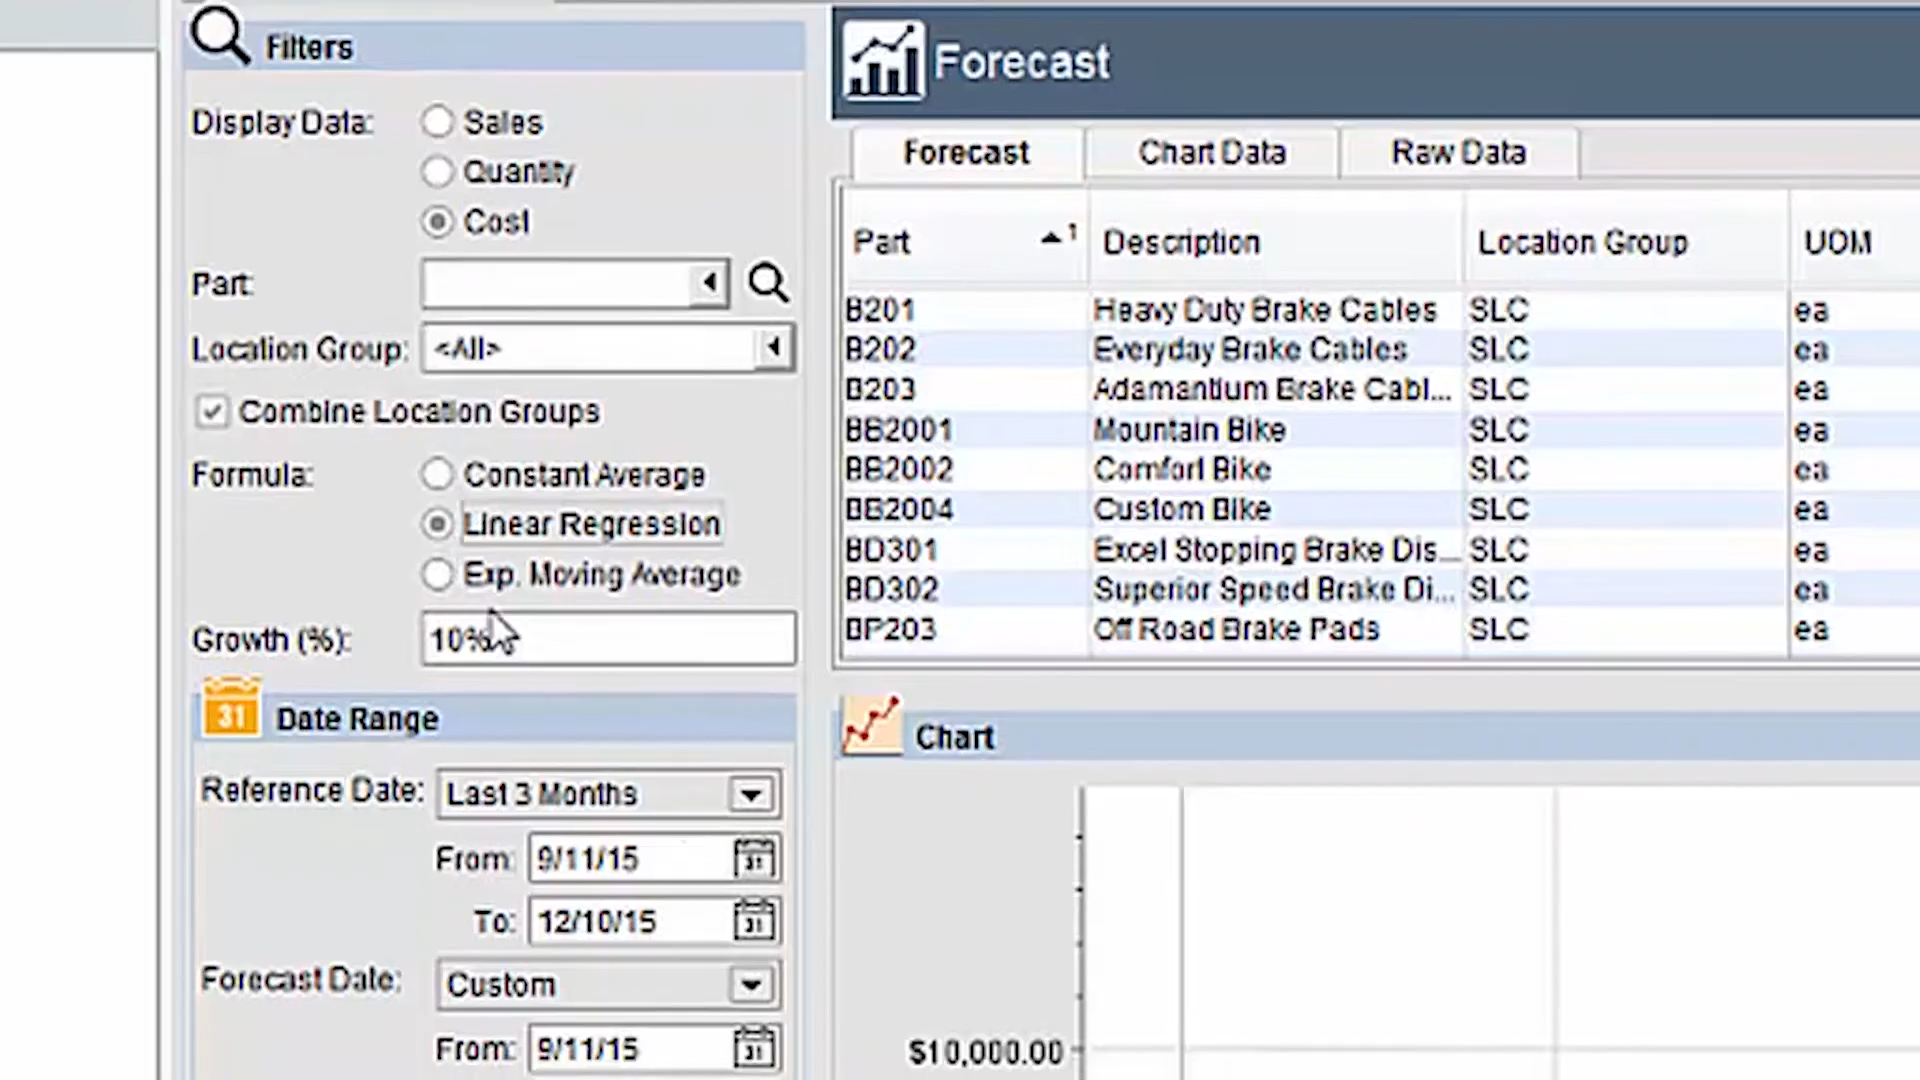 Filters
Display Data:
Sales
Quantity
Cost
Part:
Location Group: <All>
Combine Location Groups
Formula:
Constant Average
Linear Regression
Exp. Moving Average
Growth (%): 10%
31 Date Range
Reference Date: Last 3 Months
From: 9/11/15 31
To: 12/10/15 31
Forecast Date: Custom
From: 9/11/15 31
Forecast
Forecast Chart Data Raw Data
Part 1 Description Location Group UOM
B201 Heavy Duty Brake Cables SLC ea
B202 Everyday Brake Cables SLC ea
B203 Adamantium Brake Cabl... SLC ea
BB2001 Mountain Bike SLC ea
BB2002 Comfort Bike SLC ea
BB2004 Custom Bike SLC ea
BD301 Excel Stopping Brake Dis... SLC ea
BD302 Superior Speed Brake Di... SLC ea
BP203 Off Road Brake Pads SLC ea
Chart
$10,000.00